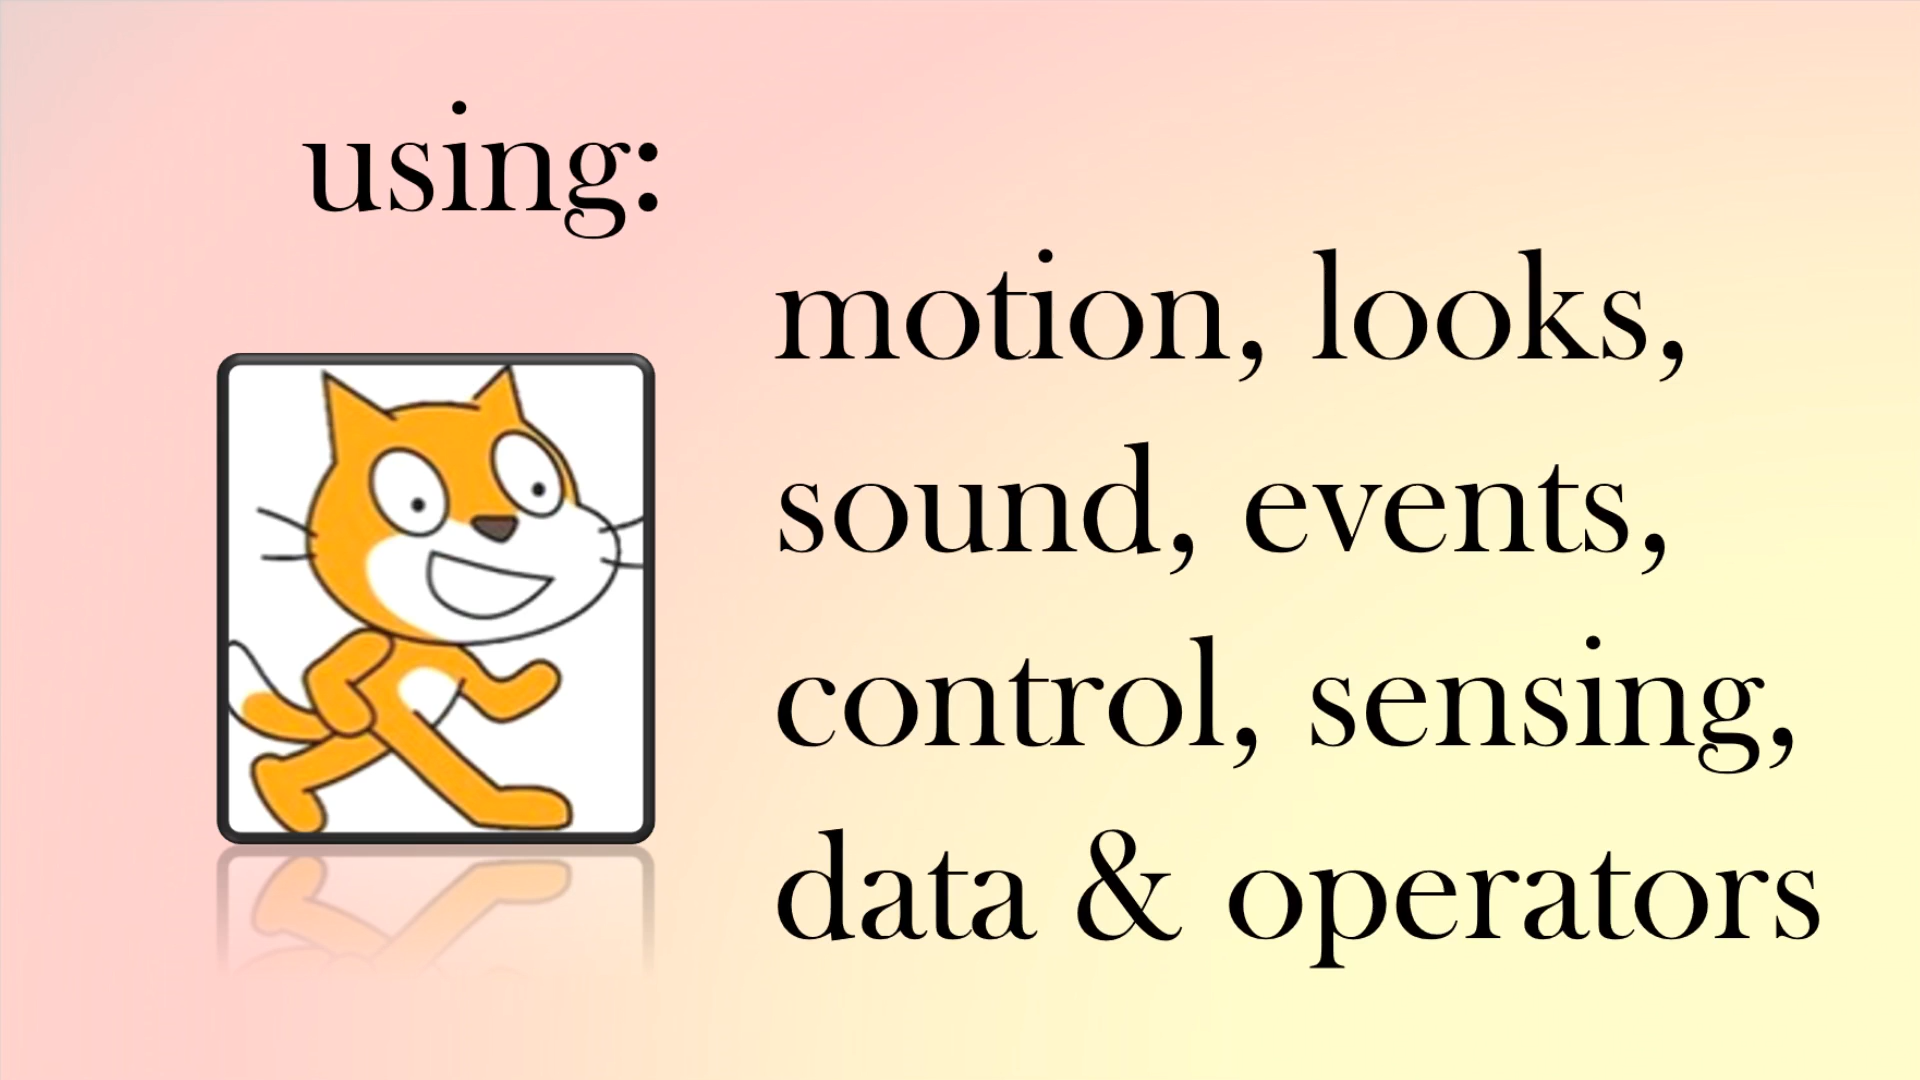 using:
motion, looks,
sound, events,
control, sensing,
data & operators